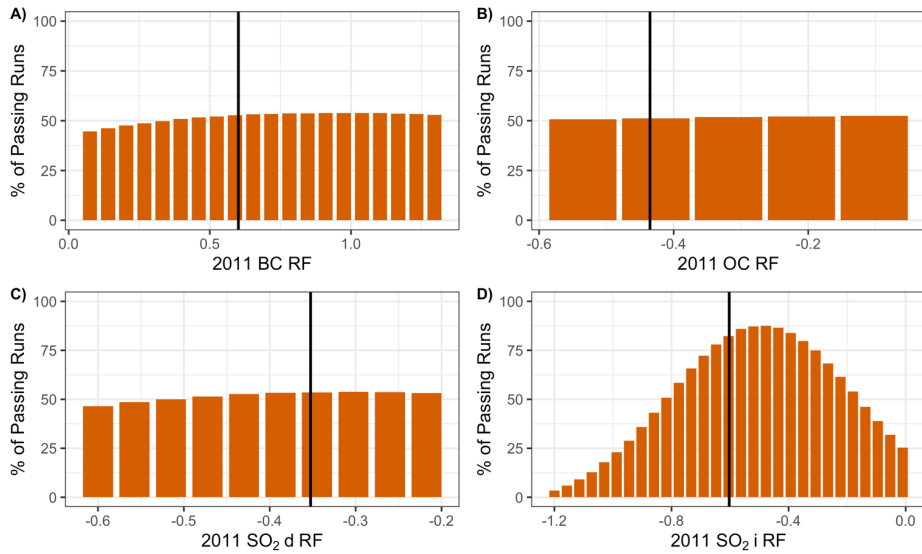 A)
% of Passing Runs
100
75
50
25
0
0.0 0.5 1.0
2011 BC RF
B)
% of Passing Runs
100
75
50
25
0
-0.6 -0.4 -0.2
2011 OC RF
C)
% of Passing Runs
100
75
50
25
0
-0.6 -0.5 -0.4 -0.3 -0.2
2011 SO₂ d RF
D)
% of Passing Runs
100
75
50
25
0
-1.2 -0.8 -0.4 0.0
2011 SO₂ i RF